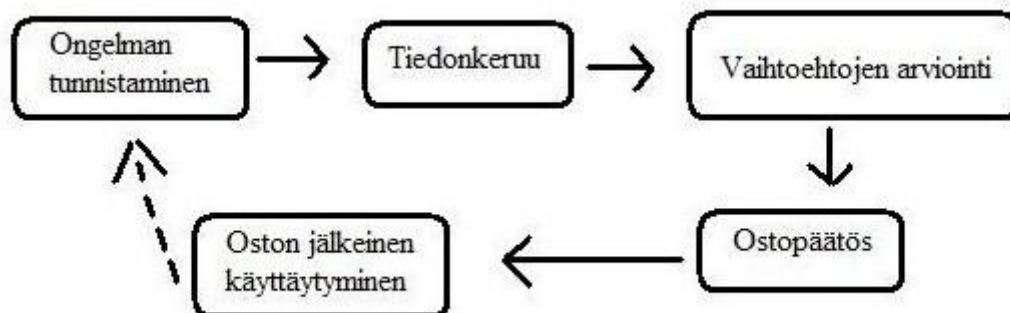 Ongelman
tunnistaminen
Tiedonkeruu
Vaihtoehtojen arviointi
Ostopäätös
Oston jälkeinen
käyttäytyminen